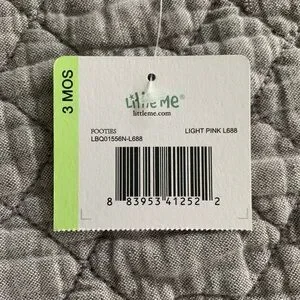 3 MOS
Little Me®
littleme.com
FOOTIES
LBQ01556N-L688
LIGHT PINK L688
8 83953 41252 2